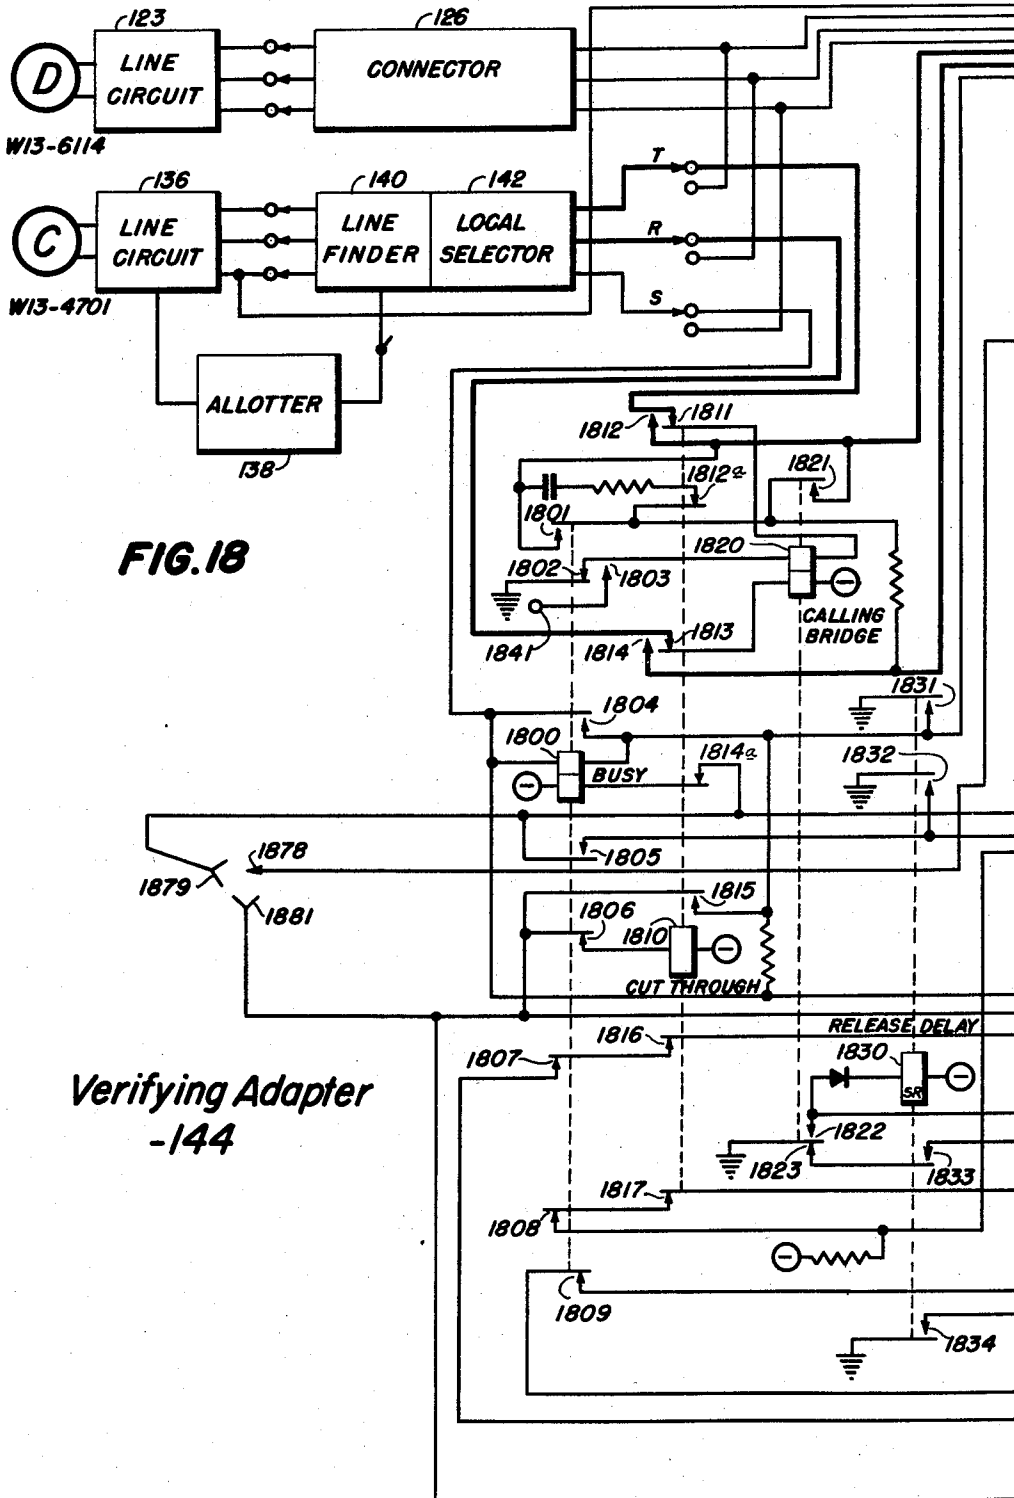 123
126
D
LINE
CIRCUIT
CONNECTOR
W13-6114
T
136
140
142
C
LINE
CIRCUIT
LINE
FINDER
LOCAL
SELECTOR
R
W13-4701
S
ALLOTTER
138
1811
1812
1812a
1821
1801
FIG.18
1820
1802
1803
CALLING
BRIDGE
1841
1813
1814
1831
1804
1800
1814a
1832
BUSY
1805
1878
1879
1881
1815
1806
1810
CUT THROUGH
RELEASE DELAY
1816
1807
1830
SR
Verifying Adapter
-144
1822
1823
1833
1817
1808
1809
1834